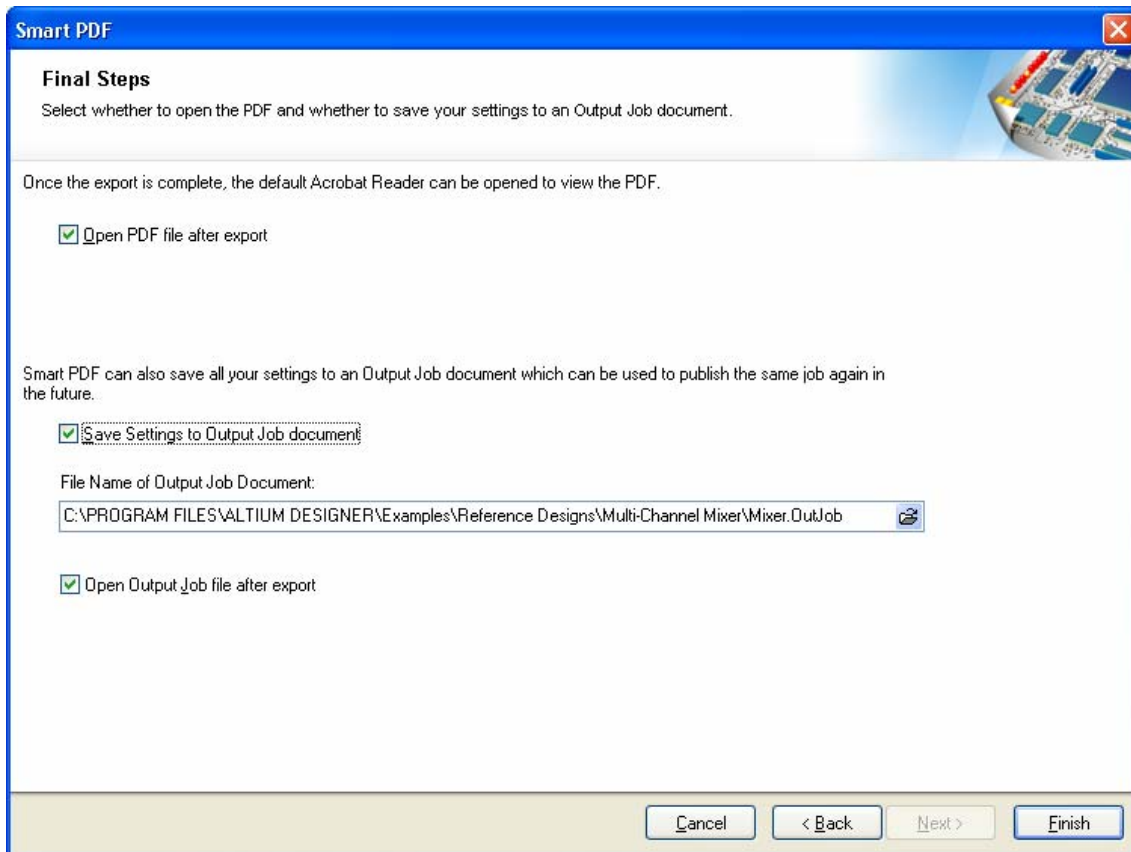 Smart PDF
Final Steps
Select whether to open the PDF and whether to save your settings to an Output Job document.
Once the export is complete, the default Acrobat Reader can be opened to view the PDF.
Open PDF file after export
Smart PDF can also save all your settings to an Output Job document which can be used to publish the same job again in
the future.
Save Settings to Output Job document
File Name of Output Job Document:
C:\PROGRAM FILES\ALTIUM DESIGNER\Examples\Reference Designs\Multi-Channel Mixer\Mixer.OutJob
Open Output Job file after export
Cancel < Back Next > Finish